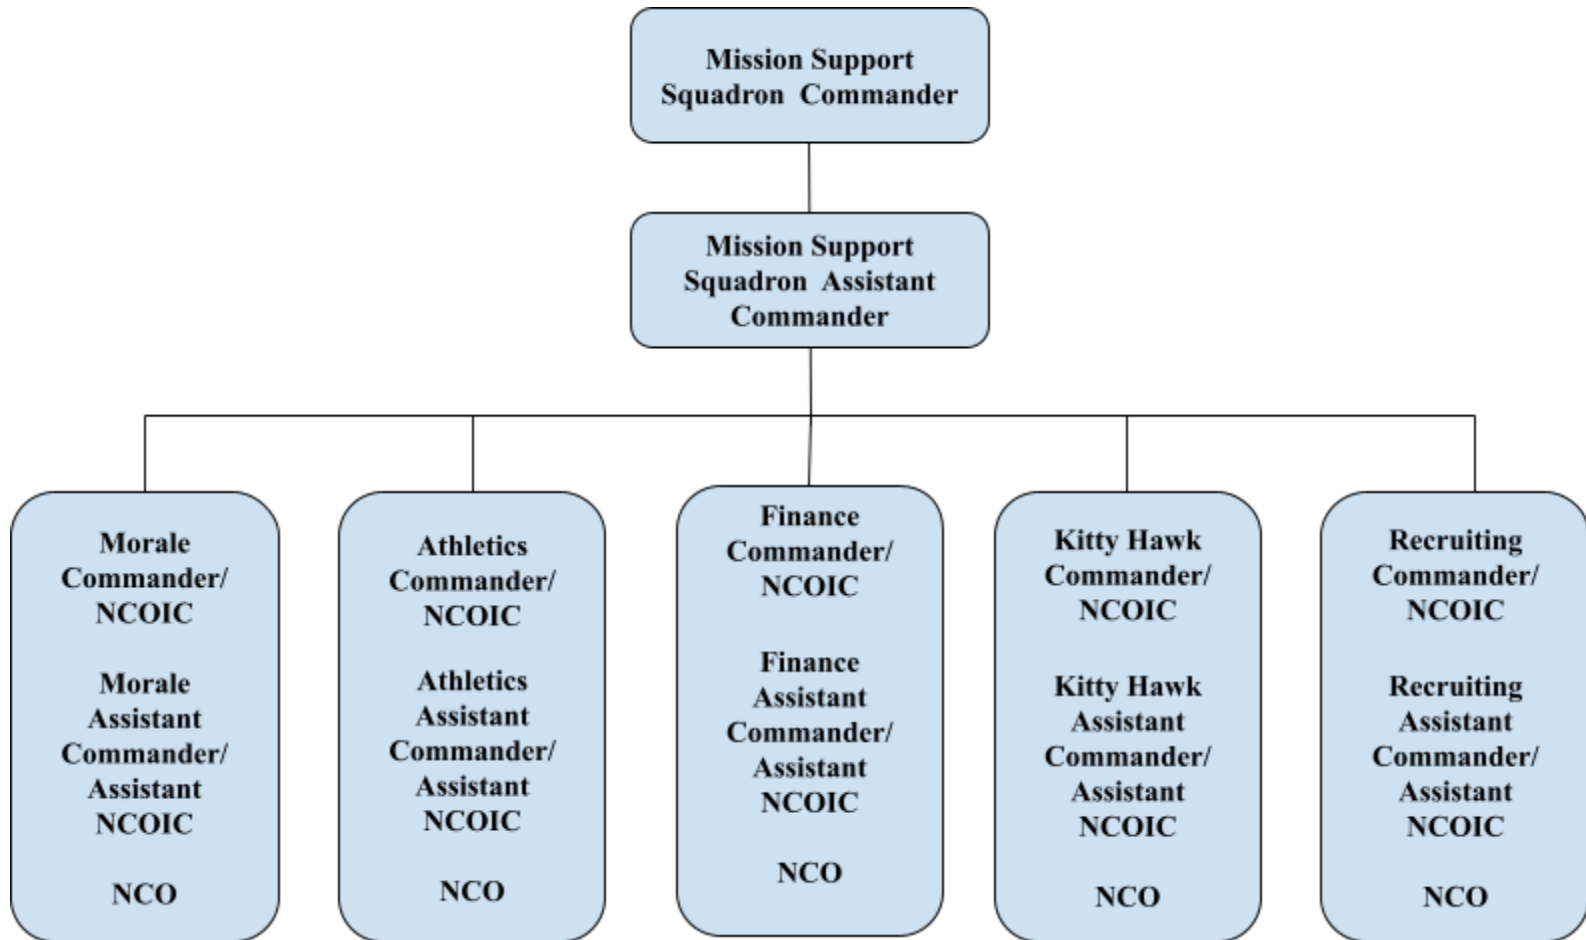 Mission Support
Squadron Commander
Mission Support
Squadron Assistant
Commander
Morale
Commander/
NCOIC
Morale
Assistant
Commander/
Assistant
NCOIC
NCO
Athletics
Commander/
NCOIC
Athletics
Assistant
Commander/
Assistant
NCOIC
NCO
Finance
Commander/
NCOIC
Finance
Assistant
Commander/
Assistant
NCOIC
NCO
Kitty Hawk
Commander/
NCOIC
Kitty Hawk
Assistant
Commander/
Assistant
NCOIC
NCO
Recruiting
Commander/
NCOIC
Recruiting
Assistant
Commander/
Assistant
NCOIC
NCO